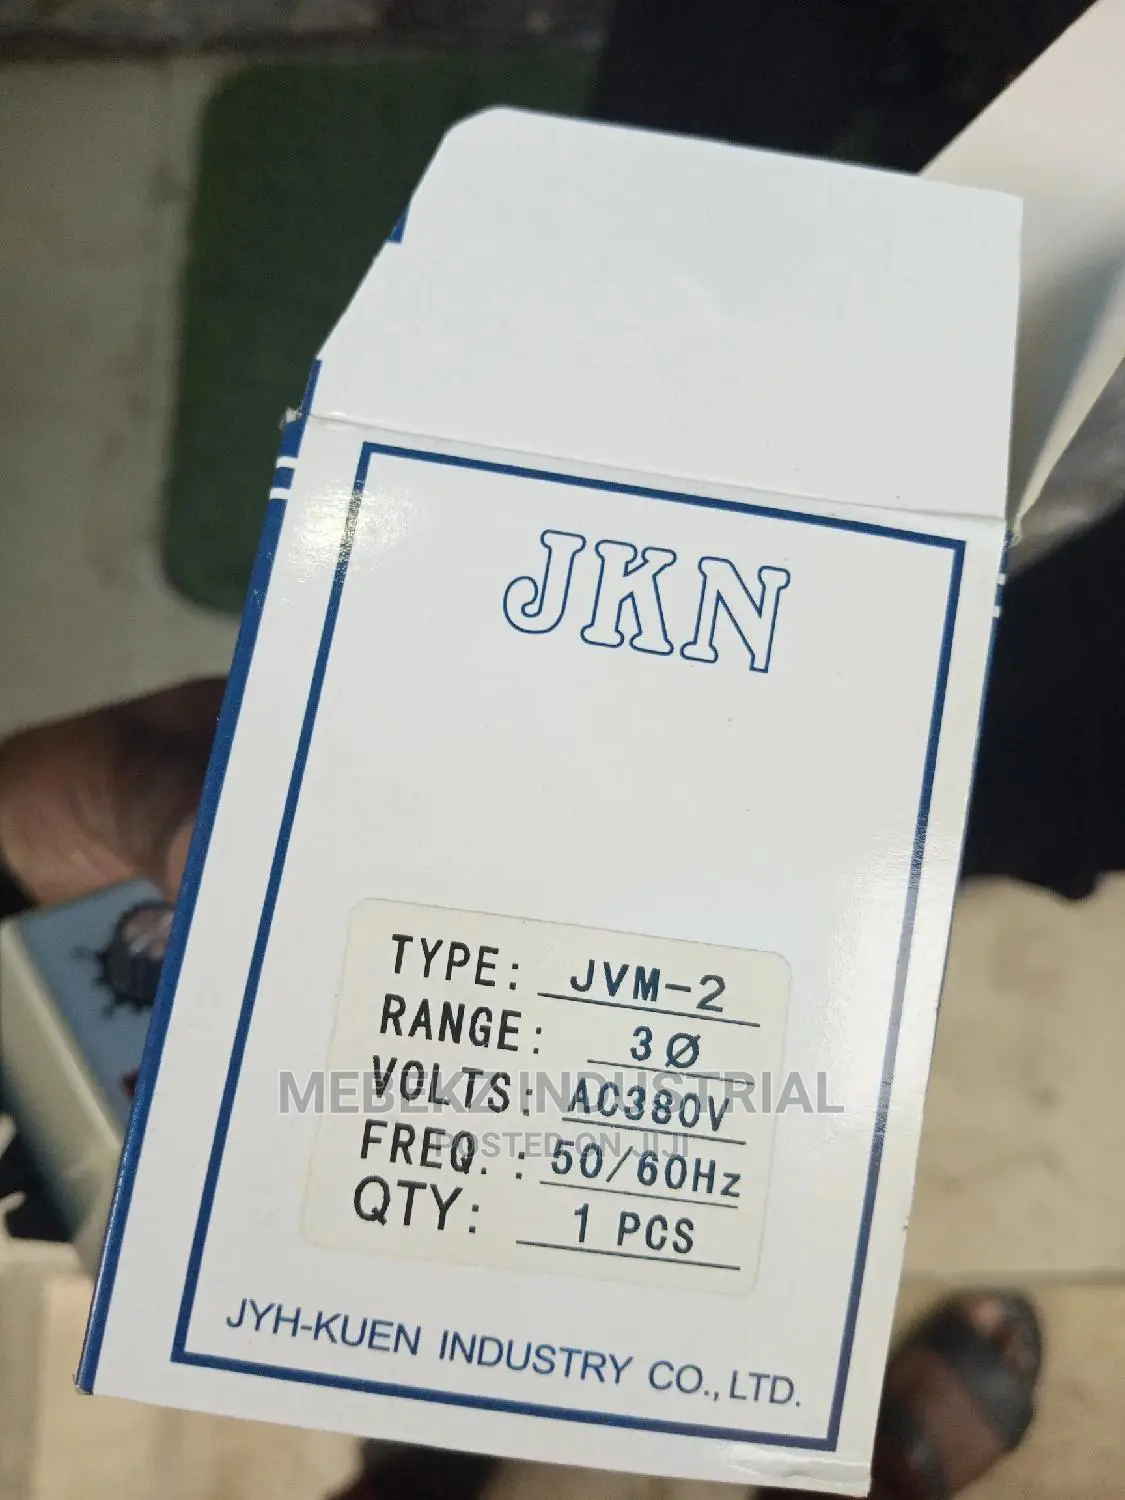 JKN
TYPE: JVM-2
RANGE: 3Ø
VOLTS: AC380V
MEBEKZ INDUSTRIAL
POSTED ON JIJI
FREQ.: 50/60Hz
QTY: 1 PCS
JYH-KUEN INDUSTRY CO., LTD.